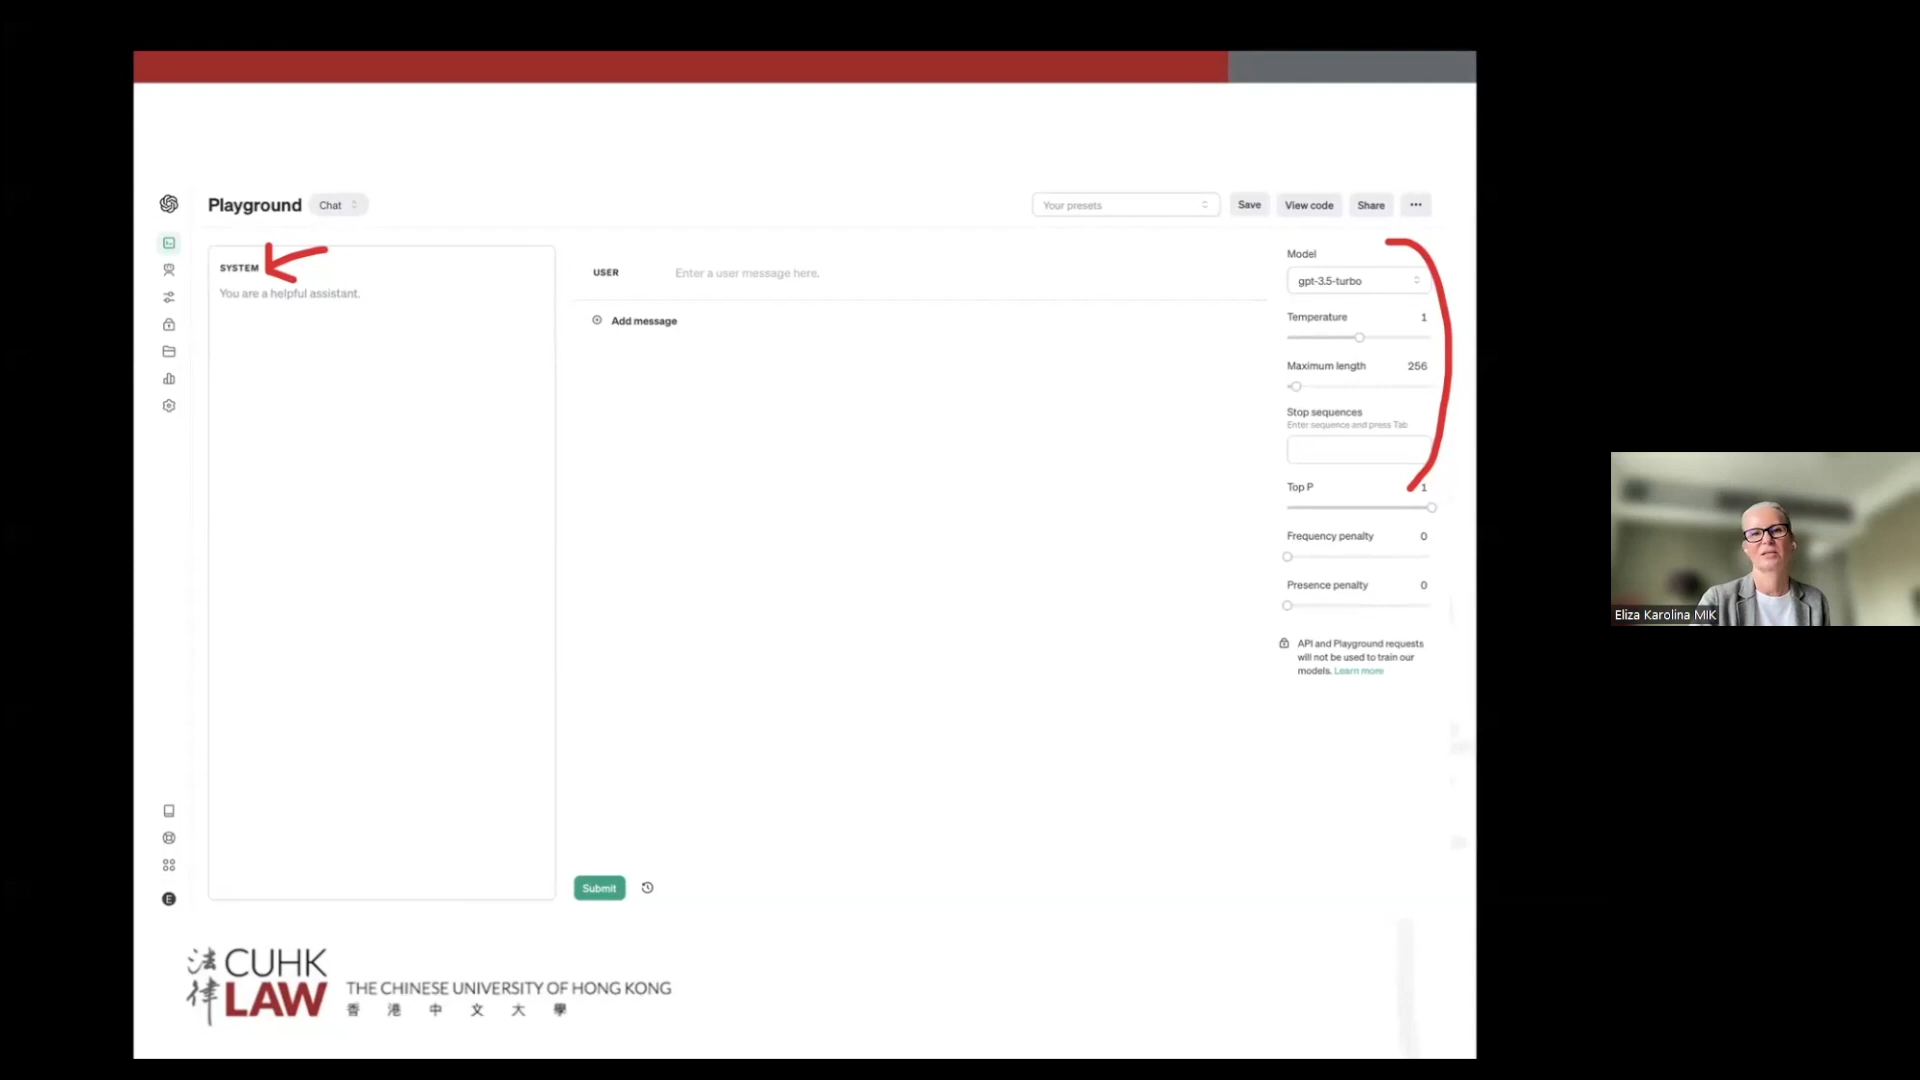 Playground
Chat
Your presets
Save
View code
Share
SYSTEM
You are a helpful assistant.
USER
Enter a user message here.
Add message
Model
gpt-3.5-turbo
Temperature 1
Maximum length 256
Stop sequences
Enter sequence and press Tab
Top P 1
Frequency penalty 0
Presence penalty 0
API and Playground requests
will not be used to train our
models. Learn more
Submit
E
法律
CUHK
LAW
THE CHINESE UNIVERSITY OF HONG KONG
香港中文大學
Eliza Karolina MIK